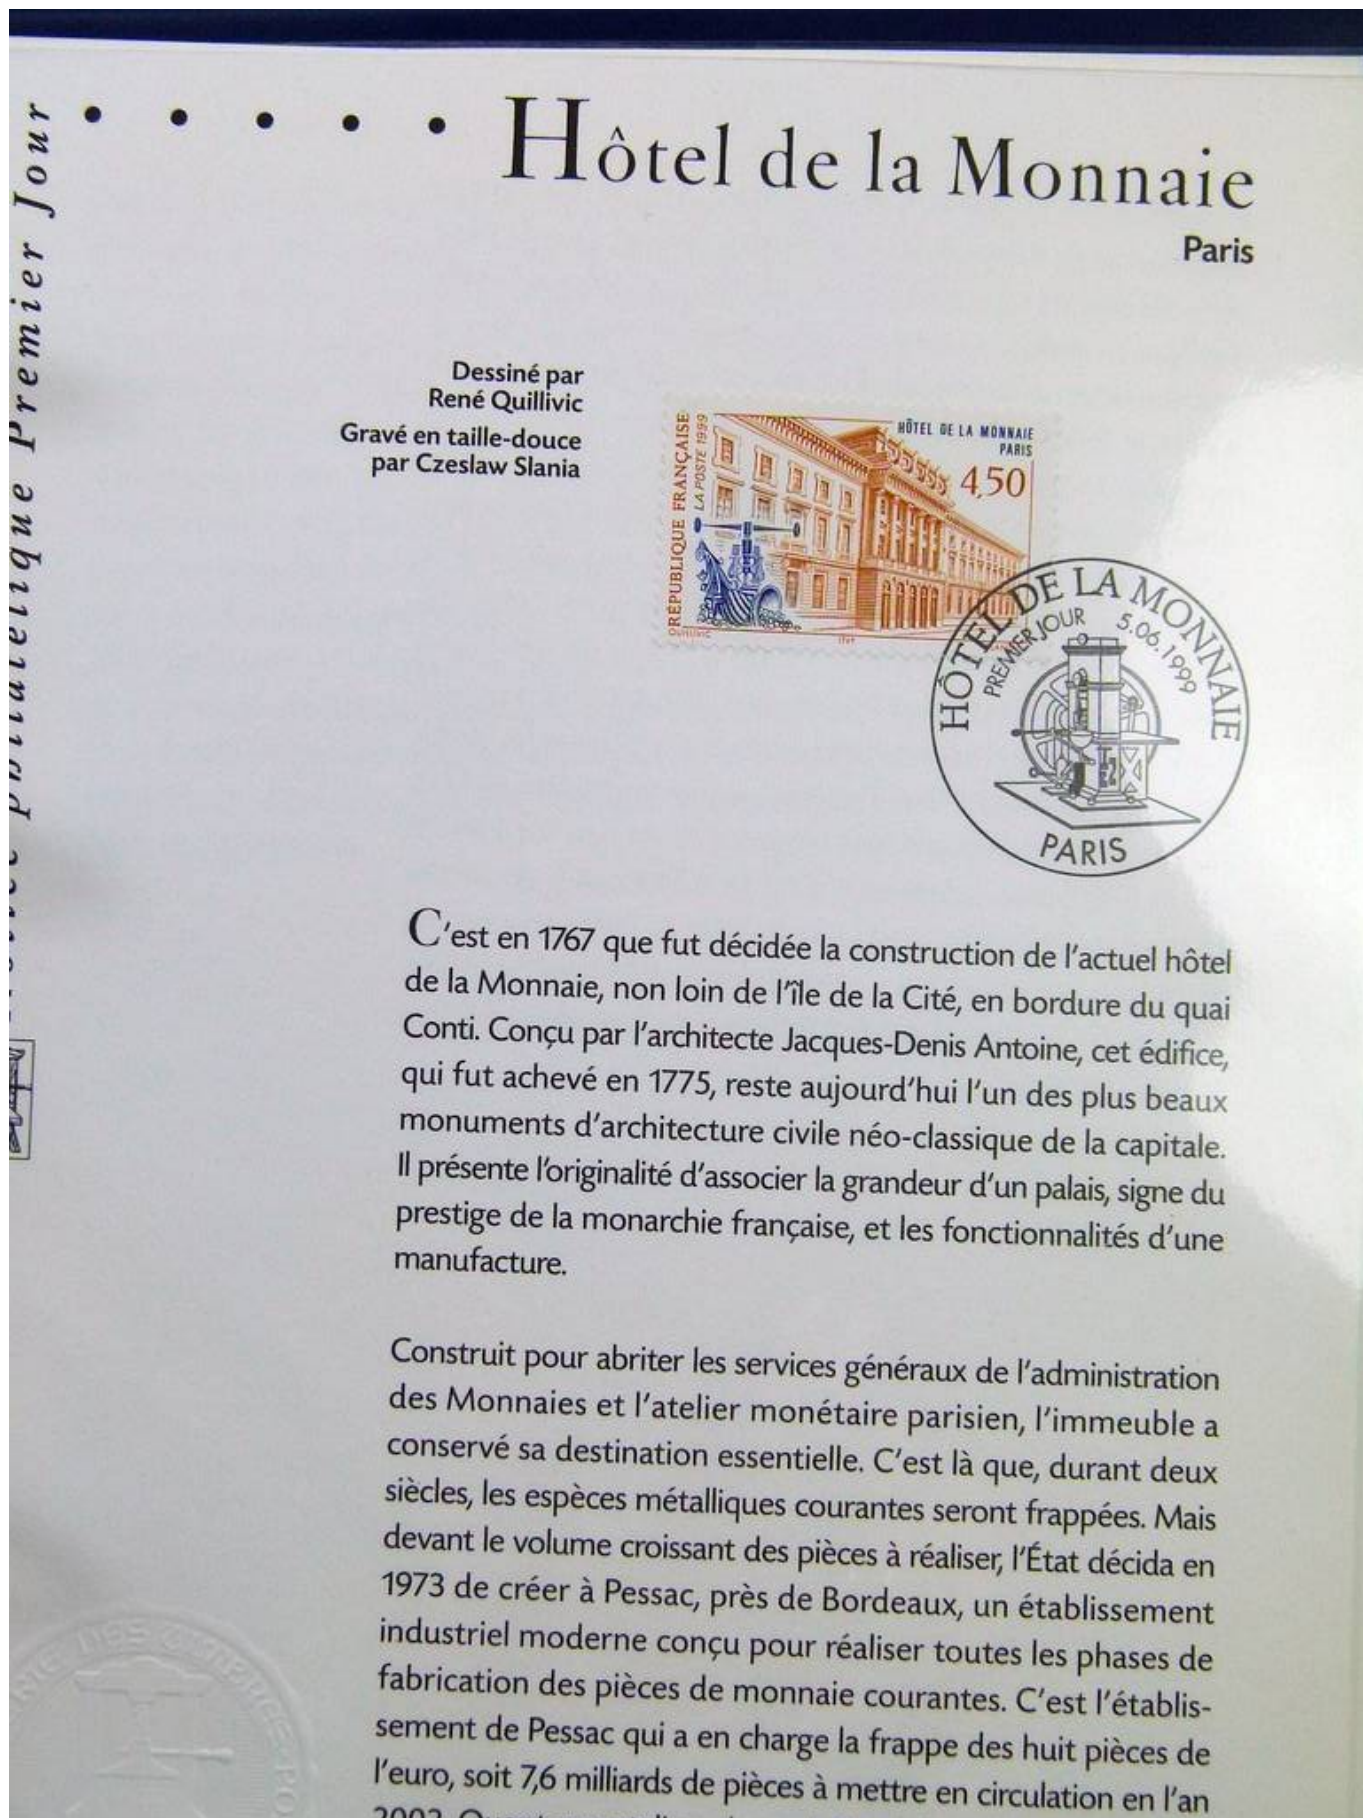 Hôtel de la Monnaie
Paris
Premier Jour
Dessiné par
René Quillivic
Gravé en taille-douce
par Czeslaw Slania
RÉPUBLIQUE FRANÇAISE
LA POSTE 1999
HÔTEL DE LA MONNAIE
PARIS
4,50
QUILLIVIC
HÔTEL DE LA MONNAIE
PREMIER JOUR 5.06.1999
PARIS
C'est en 1767 que fut décidée la construction de l'actuel hôtel
de la Monnaie, non loin de l'île de la Cité, en bordure du quai
Conti. Conçu par l'architecte Jacques-Denis Antoine, cet édifice,
qui fut achevé en 1775, reste aujourd'hui l'un des plus beaux
monuments d'architecture civile néo-classique de la capitale.
Il présente l'originalité d'associer la grandeur d'un palais, signe du
prestige de la monarchie française, et les fonctionnalités d'une
manufacture.
Construit pour abriter les services généraux de l'administration
des Monnaies et l'atelier monétaire parisien, l'immeuble a
conservé sa destination essentielle. C'est là que, durant deux
siècles, les espèces métalliques courantes seront frappées. Mais
devant le volume croissant des pièces à réaliser, l'État décida en
1973 de créer à Pessac, près de Bordeaux, un établissement
industriel moderne conçu pour réaliser toutes les phases de
fabrication des pièces de monnaie courantes. C'est l'établis-
sement de Pessac qui a en charge la frappe des huit pièces de
l'euro, soit 7,6 milliards de pièces à mettre en circulation en l'an